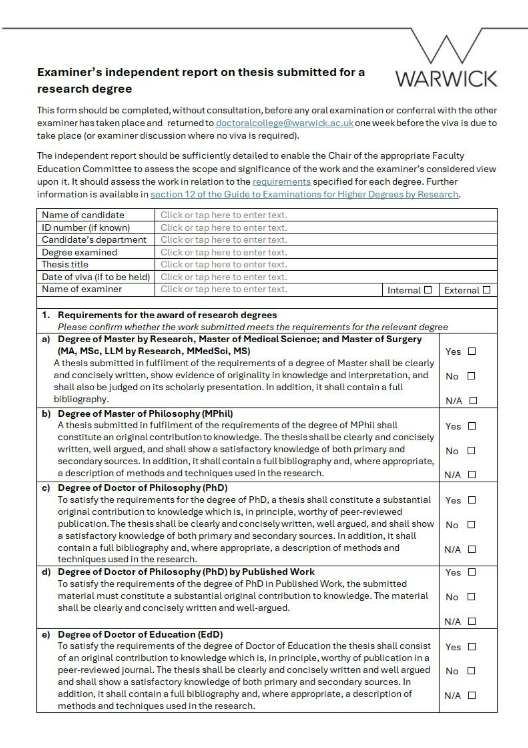 WARWICK
Examiner's independent report on thesis submitted for a
research degree
This form should be completed, without consultation, before any oral examination or conferral with the other
examiner has taken place and returned to doctoralcollege@warwick.ac.uk one week before the viva is due to
take place (or examiner discussion where no viva is required).
The independent report should be sufficiently detailed to enable the Chair of the appropriate Faculty
Education Committee to assess the scope and significance of the work and the examiner's considered view
upon it. It should assess the work in relation to the requirements specified for each degree. Further
information is available in section 12 of the Guide to Examinations for Higher Degrees by Research.
Name of candidate Click or tap here to enter text.
ID number (if known) Click or tap here to enter text.
Candidate's department Click or tap here to enter text.
Degree examined Click or tap here to enter text.
Thesis title Click or tap here to enter text.
Date of viva (if to be held) Click or tap here to enter text.
Name of examiner Click or tap here to enter text. Internal ☐ External ☐
1. Requirements for the award of research degrees
Please confirm whether the work submitted meets the requirements for the relevant degree
a) Degree of Master by Research, Master of Medical Science; and Master of Surgery
(MA, MSc, LLM by Research, MMedSci, MS)
A thesis submitted in fulfilment of the requirements of a degree of Master shall be clearly
and concisely written, show evidence of originality in knowledge and interpretation, and
shall also be judged on its scholarly presentation. In addition, it shall contain a full
bibliography.
Yes ☐
No ☐
N/A ☐
b) Degree of Master of Philosophy (MPhil)
A thesis submitted in fulfilment of the requirements of the degree of MPhil shall
constitute an original contribution to knowledge. The thesis shall be clearly and concisely
written, well argued, and shall show a satisfactory knowledge of both primary and
secondary sources. In addition, it shall contain a full bibliography and, where appropriate,
a description of methods and techniques used in the research.
Yes ☐
No ☐
N/A ☐
c) Degree of Doctor of Philosophy (PhD)
To satisfy the requirements for the degree of PhD, a thesis shall constitute a substantial
original contribution to knowledge which is, in principle, worthy of peer-reviewed
publication. The thesis shall be clearly and concisely written, well argued, and shall show
a satisfactory knowledge of both primary and secondary sources. In addition, it shall
contain a full bibliography and, where appropriate, a description of methods and
techniques used in the research.
Yes ☐
No ☐
N/A ☐
d) Degree of Doctor of Philosophy (PhD) by Published Work
To satisfy the requirements of the degree of PhD in Published Work, the submitted
material must constitute a substantial original contribution to knowledge. The material
shall be clearly and concisely written and well-argued.
Yes ☐
No ☐
N/A ☐
e) Degree of Doctor of Education (EdD)
To satisfy the requirements of the degree of Doctor of Education the thesis shall consist
of an original contribution to knowledge which is, in principle, worthy of publication in a
peer-reviewed journal. The thesis shall be clearly and concisely written and well argued
and shall show a satisfactory knowledge of both primary and secondary sources. In
addition, it shall contain a full bibliography and, where appropriate, a description of
methods and techniques used in the research.
Yes ☐
No ☐
N/A ☐